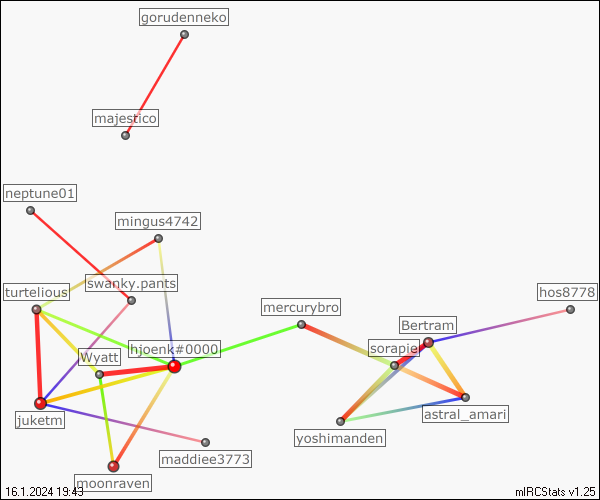 gorudenneko
majestico
neptune01
mingus4742
swanky.pants
turtelious
hos8778
mercurybro
Bertram
hjoenk#0000
sorapie
Wyatt
astral_amari
juketm
yoshimanden
maddiee3773
moonraven
16.1.2024 19:43
mIRCStats v1.25